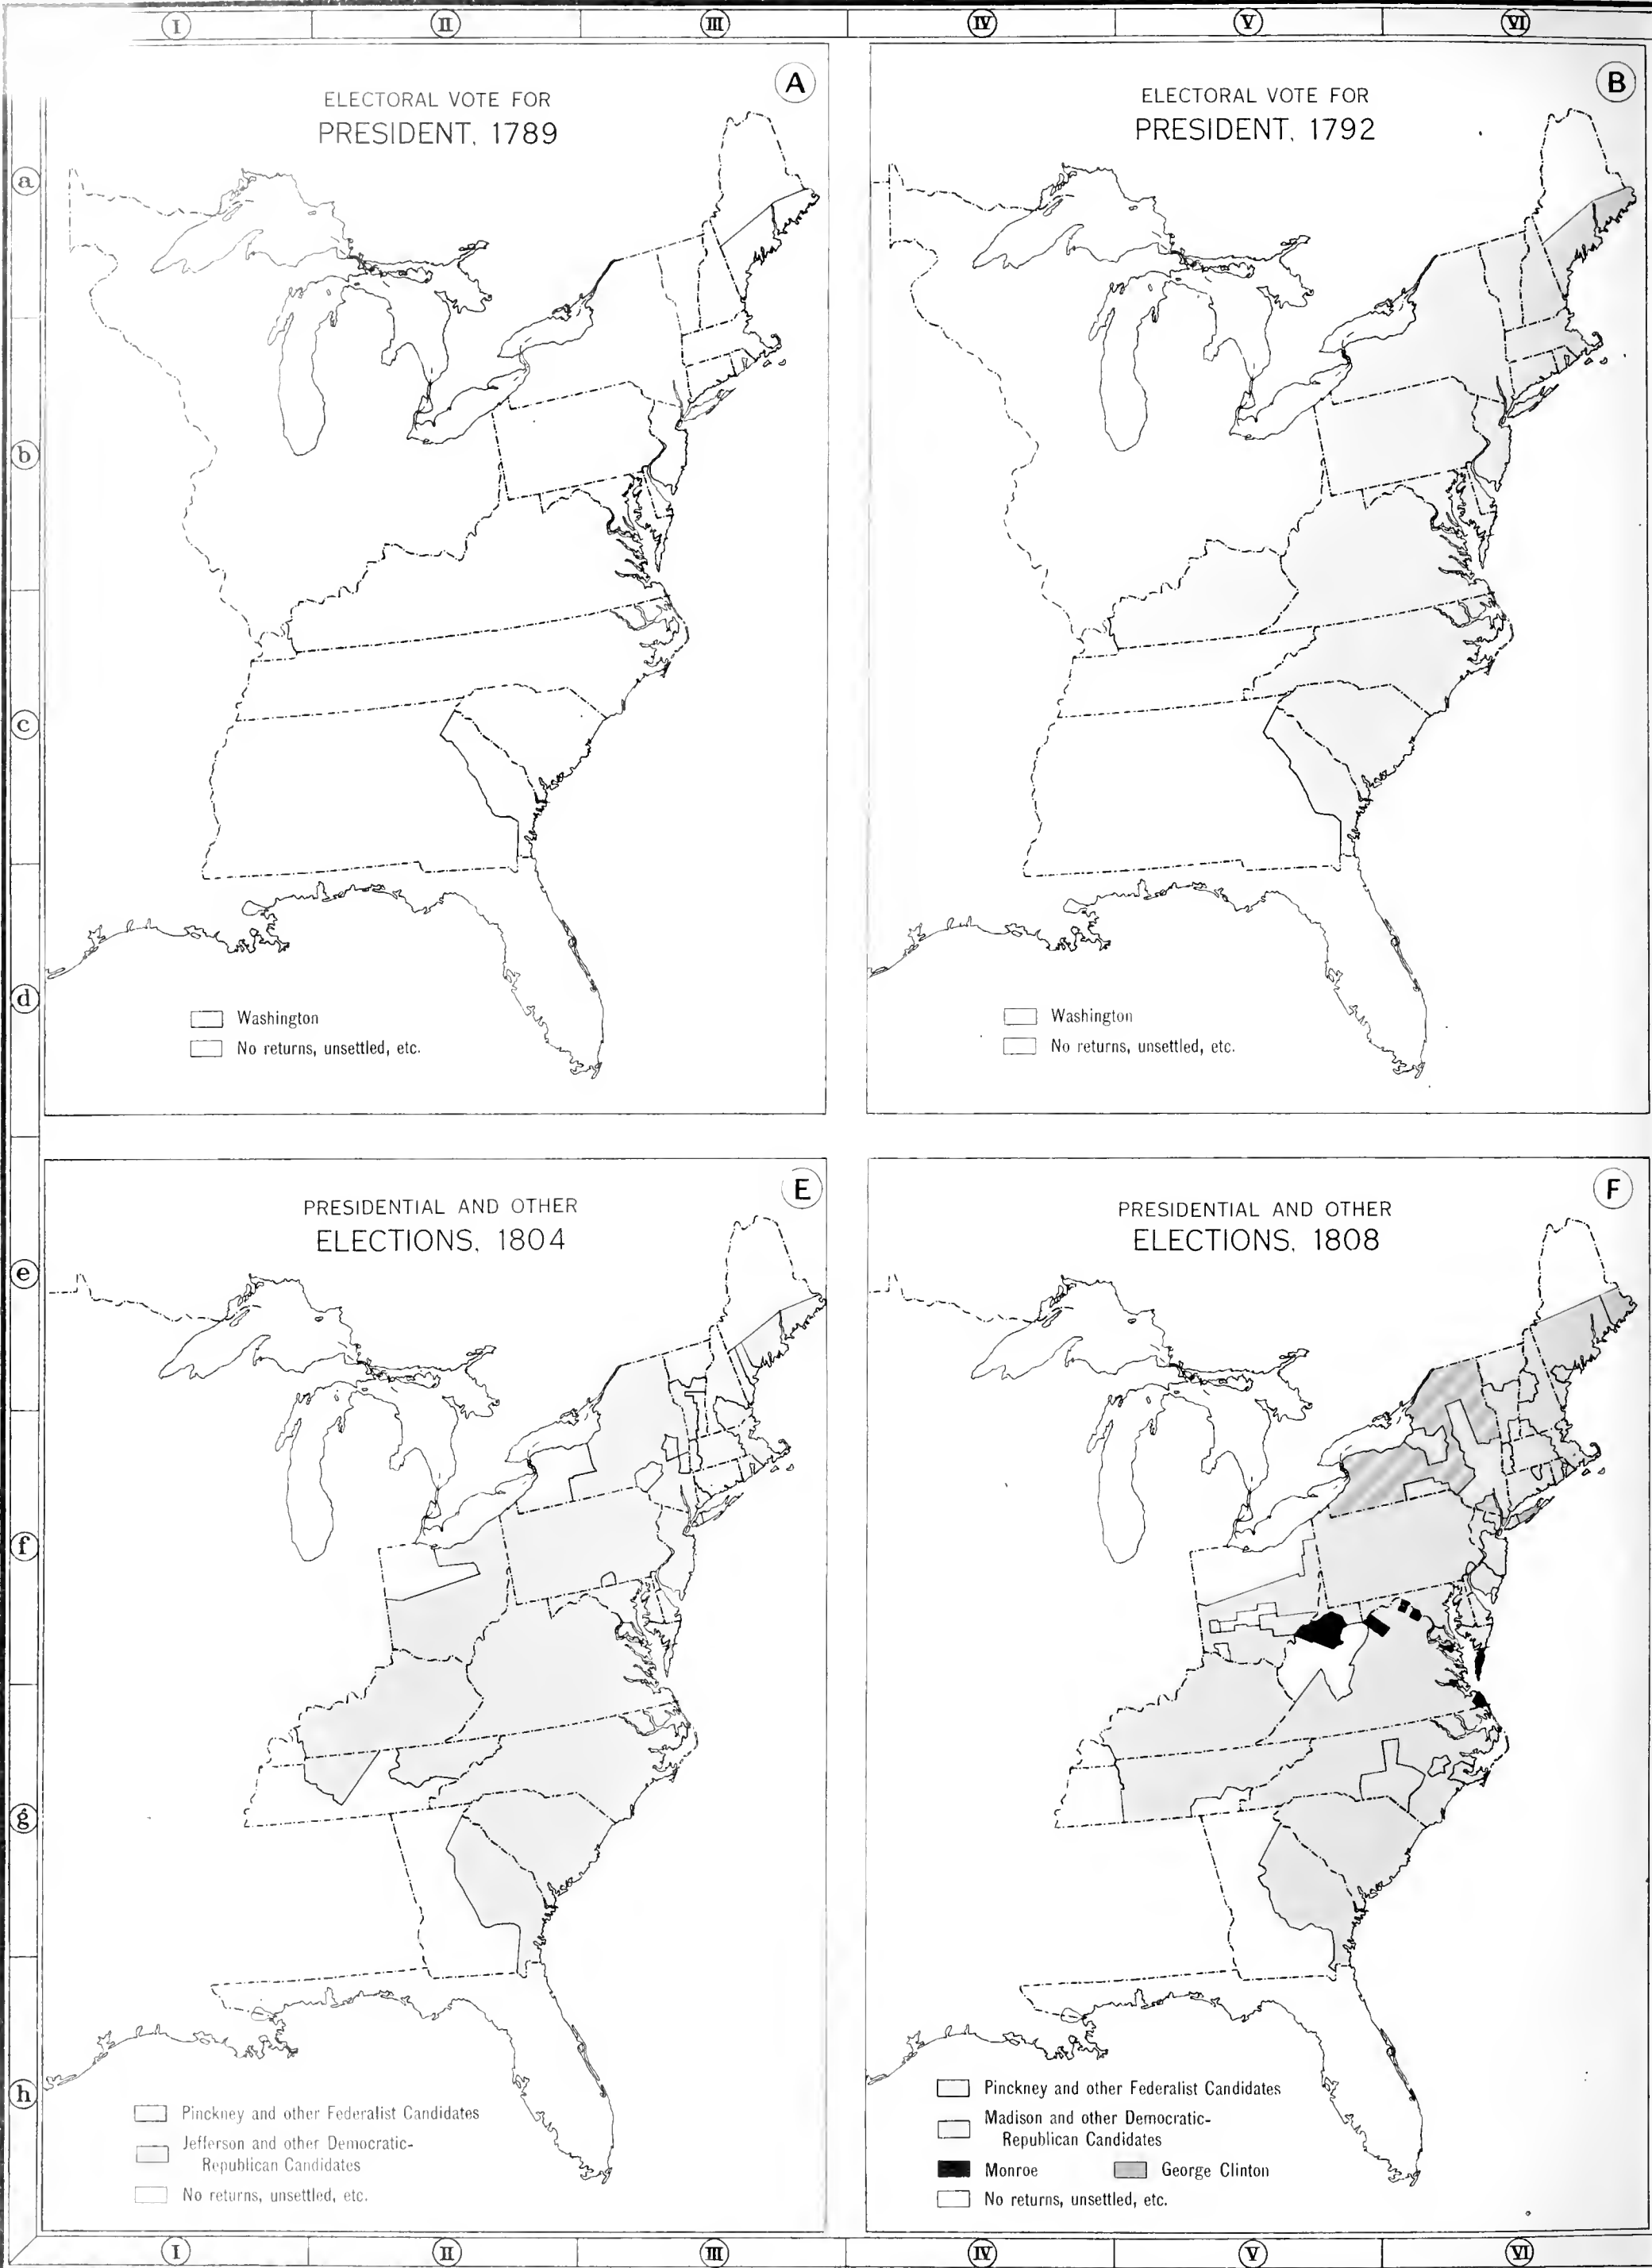 I II III IV V VI
A
ELECTORAL VOTE FOR
PRESIDENT, 1789
Washington
No returns, unsettled, etc.
B
ELECTORAL VOTE FOR
PRESIDENT, 1792
Washington
No returns, unsettled, etc.
a
b
c
d
E
PRESIDENTIAL AND OTHER
ELECTIONS, 1804
Pinckney and other Federalist Candidates
Jefferson and other Democratic-
Republican Candidates
No returns, unsettled, etc.
F
PRESIDENTIAL AND OTHER
ELECTIONS, 1808
Pinckney and other Federalist Candidates
Madison and other Democratic-
Republican Candidates
Monroe George Clinton
No returns, unsettled, etc.
e
f
g
h
I II III IV V VI